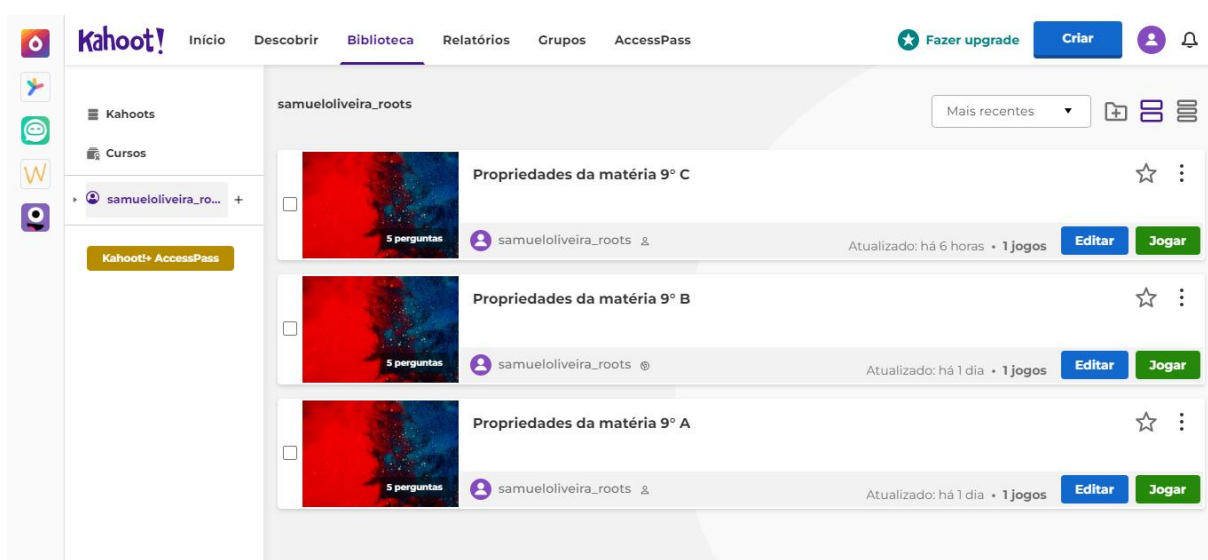 Kahoot!
Início
Descobrir
Biblioteca
Relatórios
Grupos
AccessPass
Fazer upgrade
Criar
Kahoots
Cursos
samueloliveira_ro... +
Kahoot!+ AccessPass
samueloliveira_roots
Mais recentes
Propriedades da matéria 9° C
5 perguntas
samueloliveira_roots
Atualizado: há 6 horas • 1 jogos
Editar
Jogar
Propriedades da matéria 9° B
5 perguntas
samueloliveira_roots
Atualizado: há 1 dia • 1 jogos
Editar
Jogar
Propriedades da matéria 9° A
5 perguntas
samueloliveira_roots
Atualizado: há 1 dia • 1 jogos
Editar
Jogar